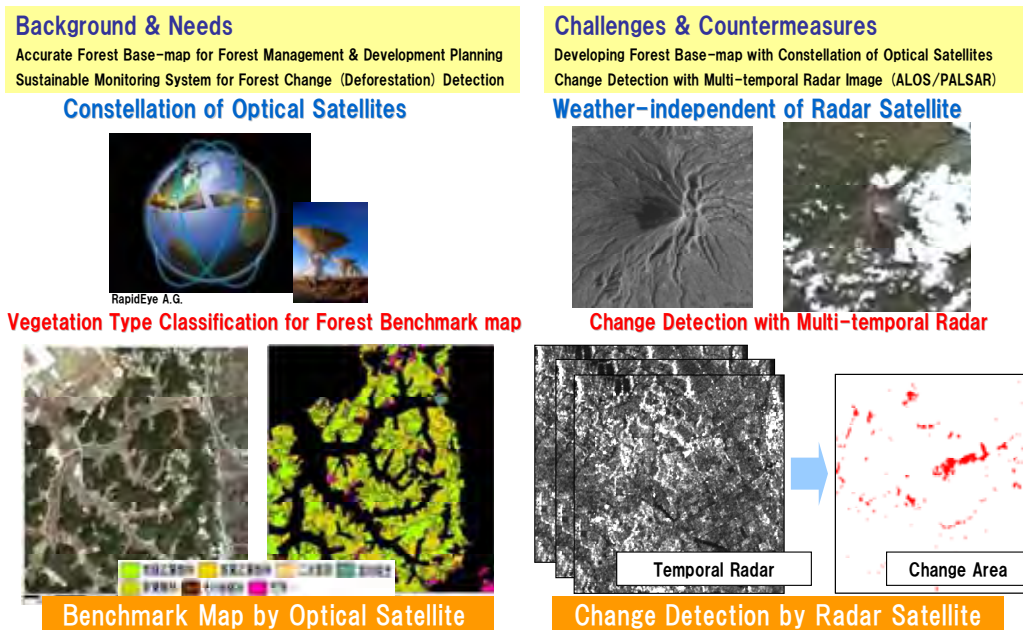 Background & Needs
Accurate Forest Base-map for Forest Management & Development Planning
Sustainable Monitoring System for Forest Change (Deforestation) Detection
Constellation of Optical Satellites
RapidEye A.G.
Vegetation Type Classification for Forest Benchmark map
Benchmark Map by Optical Satellite
Challenges & Countermeasures
Developing Forest Base-map with Constellation of Optical Satellites
Change Detection with Multi-temporal Radar Image (ALOS/PALSAR)
Weather-independent of Radar Satellite
Change Detection with Multi-temporal Radar
Temporal Radar
Change Area
Change Detection by Radar Satellite